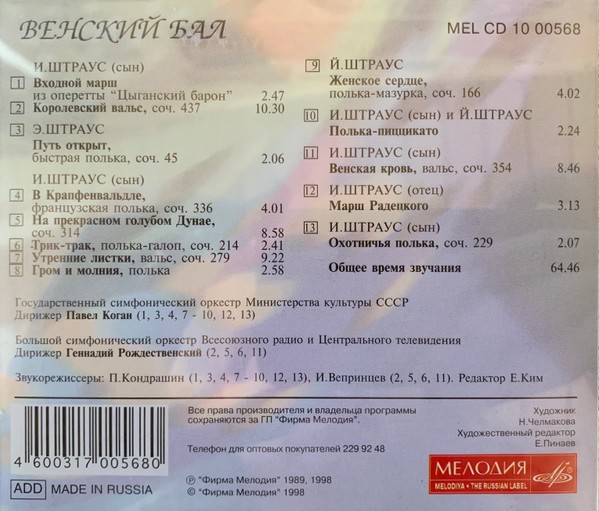 ВЕНСКИЙ БАЛ
MEL CD 10 00568
И.ШТРАУС (сын)
1 Входной марш
из оперетты "Цыганский барон" 2.47
2 Королевский вальс, соч. 437 10.30
3 Э.ШТРАУС
Путь открыт,
быстрая полька, соч. 45 2.06
И.ШТРАУС (сын)
4 В Крапфенвальдле,
французская полька, соч. 336 4.01
5 На прекрасном голубом Дунае,
соч. 314 8.58
6 Трик-трак, полька-галоп, соч. 214 2.41
7 Утренние листки, вальс, соч. 279 9.22
8 Гром и молния, полька 2.58
9 Й.ШТРАУС
Женское сердце,
полька-мазурка, соч. 166 4.02
10 И.ШТРАУС (сын) и Й.ШТРАУС
Полька-пиццикато 2.24
11 И.ШТРАУС (сын)
Венская кровь, вальс, соч. 354 8.46
12 И.ШТРАУС (отец)
Марш Радецкого 3.13
13 И.ШТРАУС (сын)
Охотничья полька, соч. 229 2.07
Общее время звучания 64.46
Государственный симфонический оркестр Министерства культуры СССР
Дирижер Павел Коган (1, 3, 4, 7 - 10, 12, 13)
Большой симфонический оркестр Всесоюзного радио и Центрального телевидения
Дирижер Геннадий Рождественский (2, 5, 6, 11)
Звукорежиссеры: П.Кондрашин (1, 3, 4, 7 - 10, 12, 13), И.Вепринцев (2, 5, 6, 11). Редактор Е.Ким
4 600317 005680
ADD MADE IN RUSSIA
Все права производителя и владельца программы
сохраняются за ГП "Фирма Мелодия".
Телефон для оптовых покупателей 229 92 48
℗ "Фирма Мелодия" 1989, 1998
© "Фирма Мелодия" 1998
Художник
Н.Челмакова
Художественный редактор
Е.Пинаев
МЕЛОДИЯ
MELODIYA • THE RUSSIAN LABEL